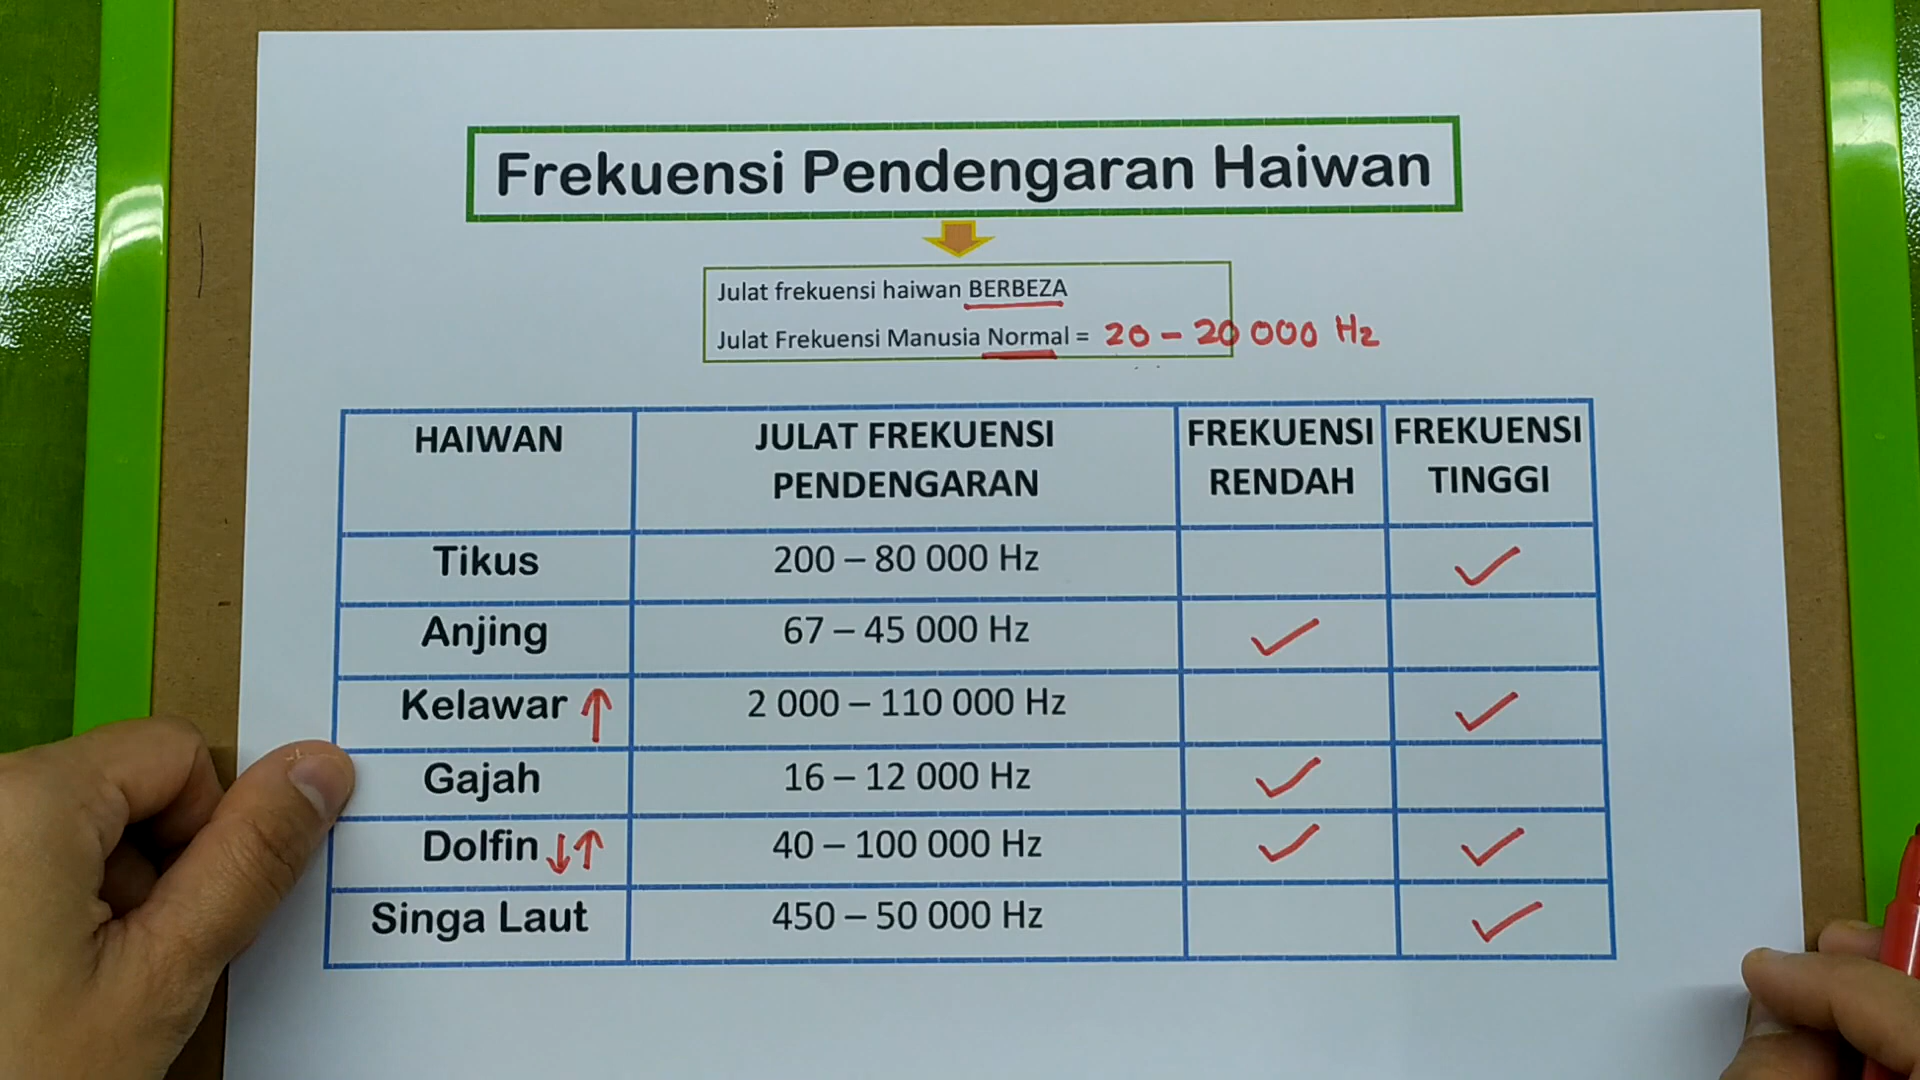 Frekuensi Pendengaran Haiwan
Julat frekuensi haiwan BERBEZA
Julat Frekuensi Manusia Normal = 20 - 20 000 Hz
HAIWAN JULAT FREKUENSI PENDENGARAN FREKUENSI RENDAH FREKUENSI TINGGI
Tikus 200 – 80 000 Hz ✓
Anjing 67 – 45 000 Hz ✓
Kelawar ↑ 2 000 – 110 000 Hz ✓
Gajah 16 – 12 000 Hz ✓
Dolfin ↓↑ 40 – 100 000 Hz ✓ ✓
Singa Laut 450 – 50 000 Hz ✓